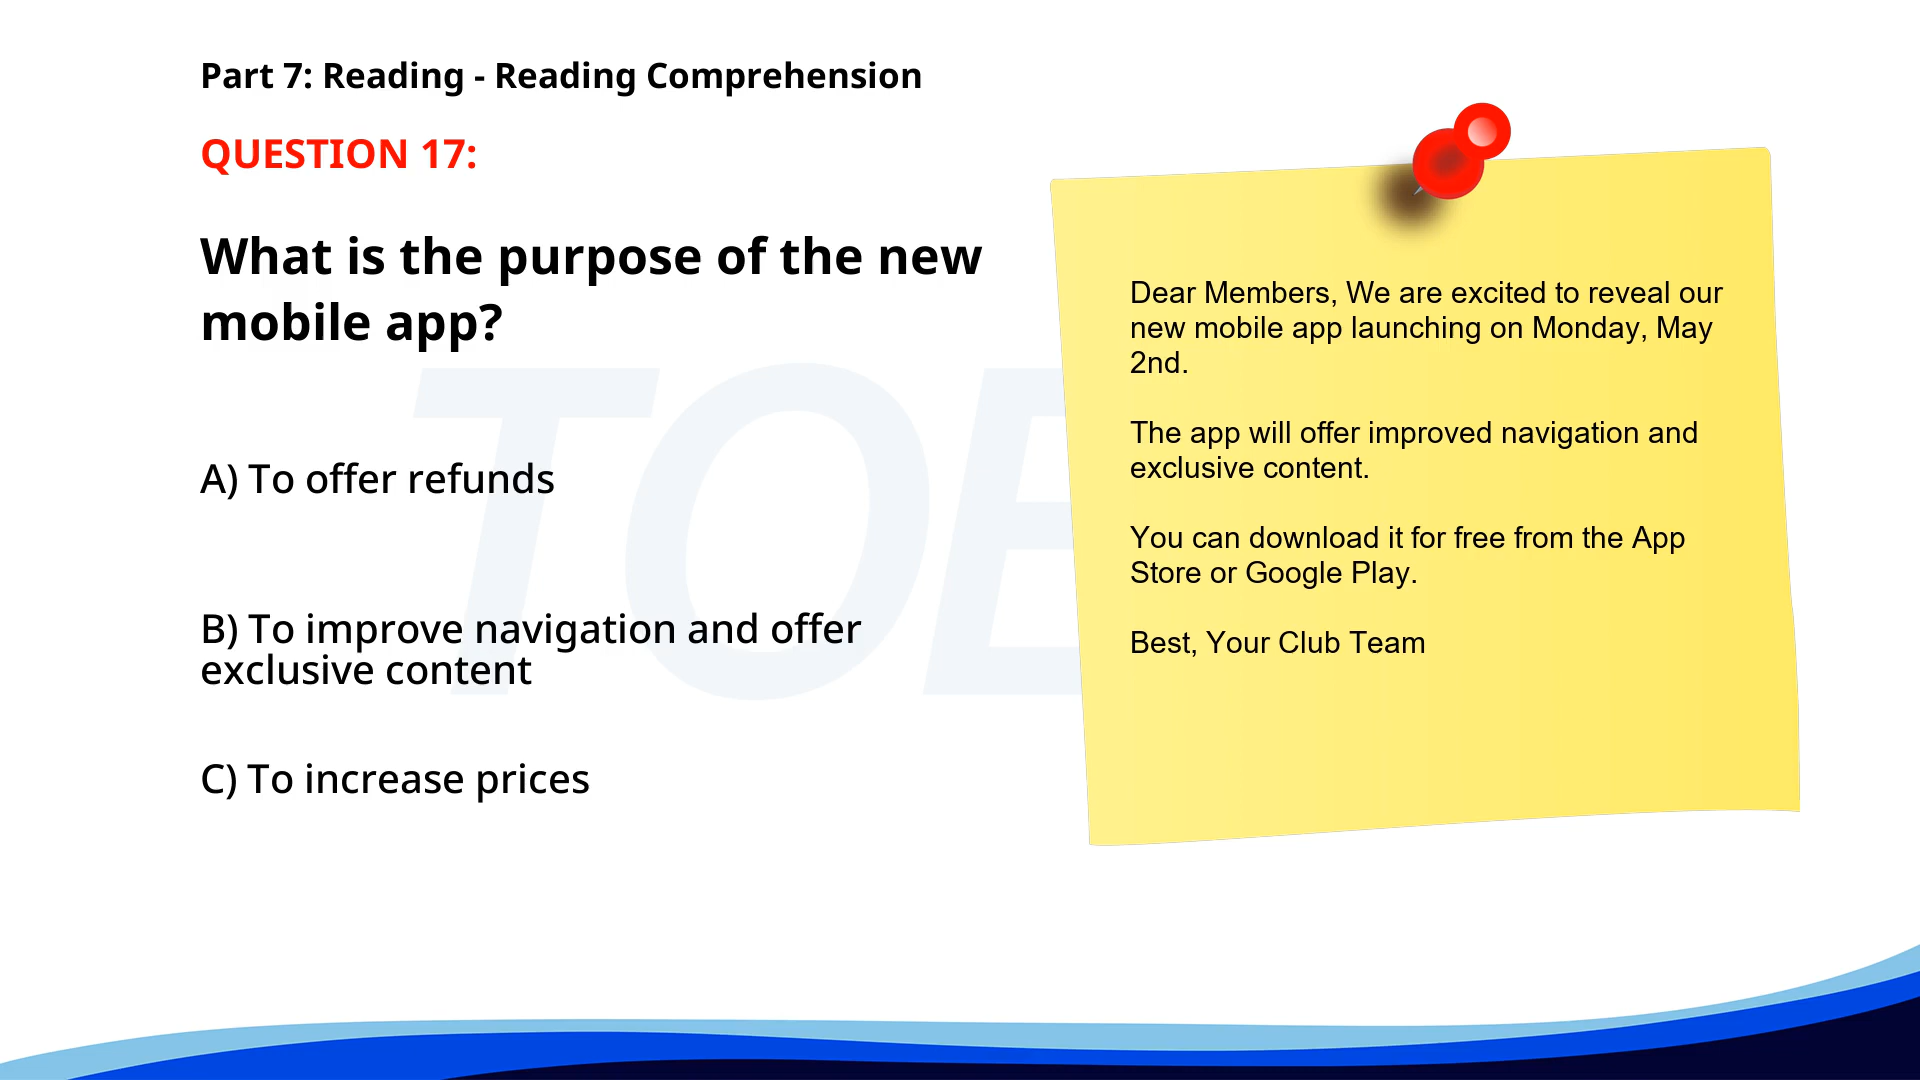 Part 7: Reading - Reading Comprehension
QUESTION 17:
What is the purpose of the new
mobile app?
A) To offer refunds
B) To improve navigation and offer
exclusive content
C) To increase prices
Dear Members, We are excited to reveal our
new mobile app launching on Monday, May
2nd.
The app will offer improved navigation and
exclusive content.
You can download it for free from the App
Store or Google Play.
Best, Your Club Team